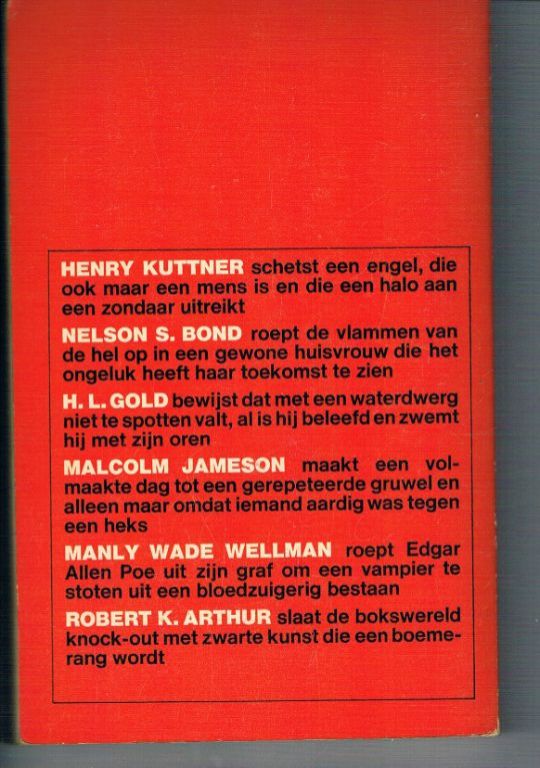 HENRY KUTTNER schetst een engel, die
ook maar een mens is en die een halo aan
een zondaar uitreikt
NELSON S. BOND roept de vlammen van
de hel op in een gewone huisvrouw die het
ongeluk heeft haar toekomst te zien
H. L. GOLD bewijst dat met een waterdwerg
niet te spotten valt, al is hij beleefd en zwemt
hij met zijn oren
MALCOLM JAMESON maakt een vol-
maakte dag tot een gerepeteerde gruwel en
alleen maar omdat iemand aardig was tegen
een heks
MANLY WADE WELLMAN roept Edgar
Allen Poe uit zijn graf om een vampier te
stoten uit een bloedzuigerig bestaan
ROBERT K. ARTHUR slaat de bokswereld
knock-out met zwarte kunst die een boeme-
rang wordt